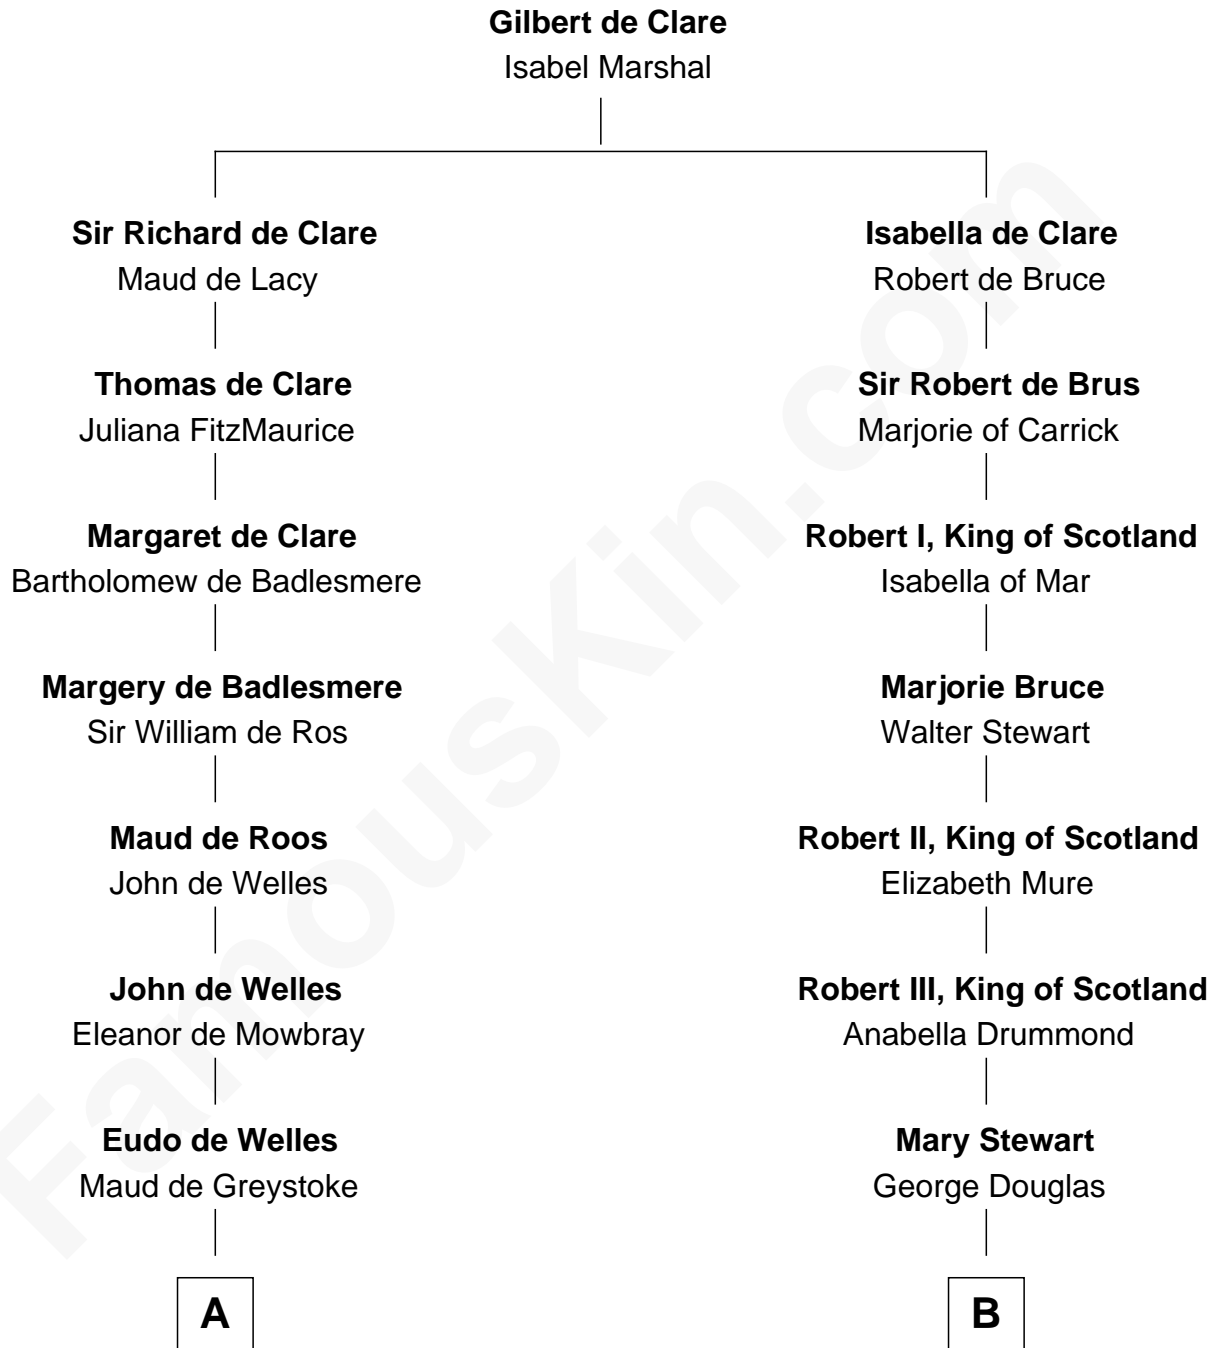 Gilbert de Clare
Isabel Marshal
Sir Richard de Clare
Maud de Lacy
Thomas de Clare
Juliana FitzMaurice
Margaret de Clare
Bartholomew de Badlesmere
Margery de Badlesmere
Sir William de Ros
Maud de Roos
John de Welles
John de Welles
Eleanor de Mowbray
Eudo de Welles
Maud de Greystoke
A
Isabella de Clare
Robert de Bruce
Sir Robert de Brus
Marjorie of Carrick
Robert I, King of Scotland
Isabella of Mar
Marjorie Bruce
Walter Stewart
Robert II, King of Scotland
Elizabeth Mure
Robert III, King of Scotland
Anabella Drummond
Mary Stewart
George Douglas
B
FamousKin.com